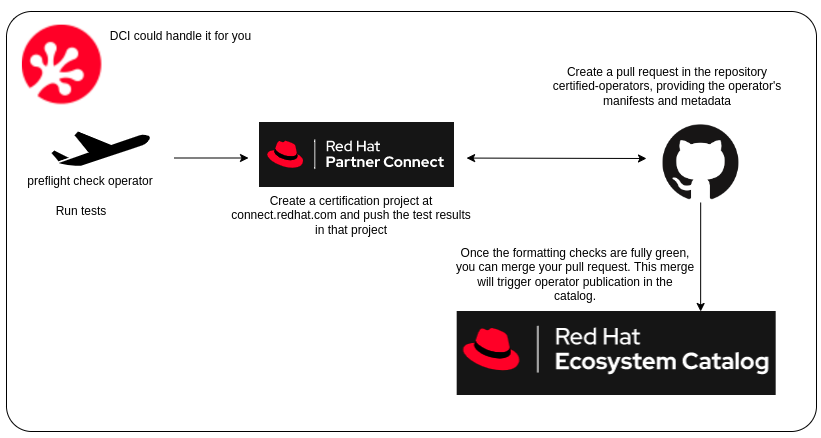 DCI could handle it for you
Create a pull request in the repository
certified-operators, providing the operator's
manifests and metadata
preflight check operator
Run tests
Red Hat
Partner Connect
Create a certification project at
connect.redhat.com and push the test results
in that project
Once the formatting checks are fully green,
you can merge your pull request. This merge
will trigger operator publication in the
catalog.
Red Hat
Ecosystem Catalog